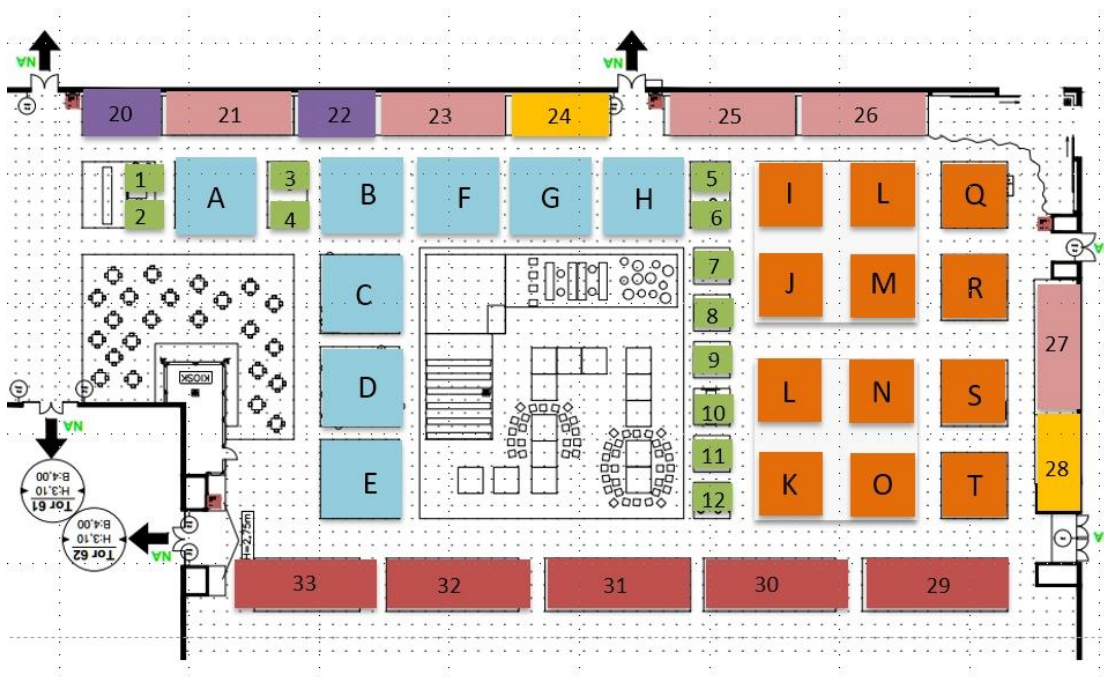 NA
NA
20
21
22
23
24
25
26
1
2
A
3
4
B
F
G
H
5
6
I
L
Q
7
C
J
M
R
8
KIOSK
27
D
9
L
N
S
10
NA
28
E
11
K
O
T
12
B:4,00
H:3,10
Tor 61
B:4,00
H:3,10
Tor 62
NA
H=2,75m
33
32
31
30
29